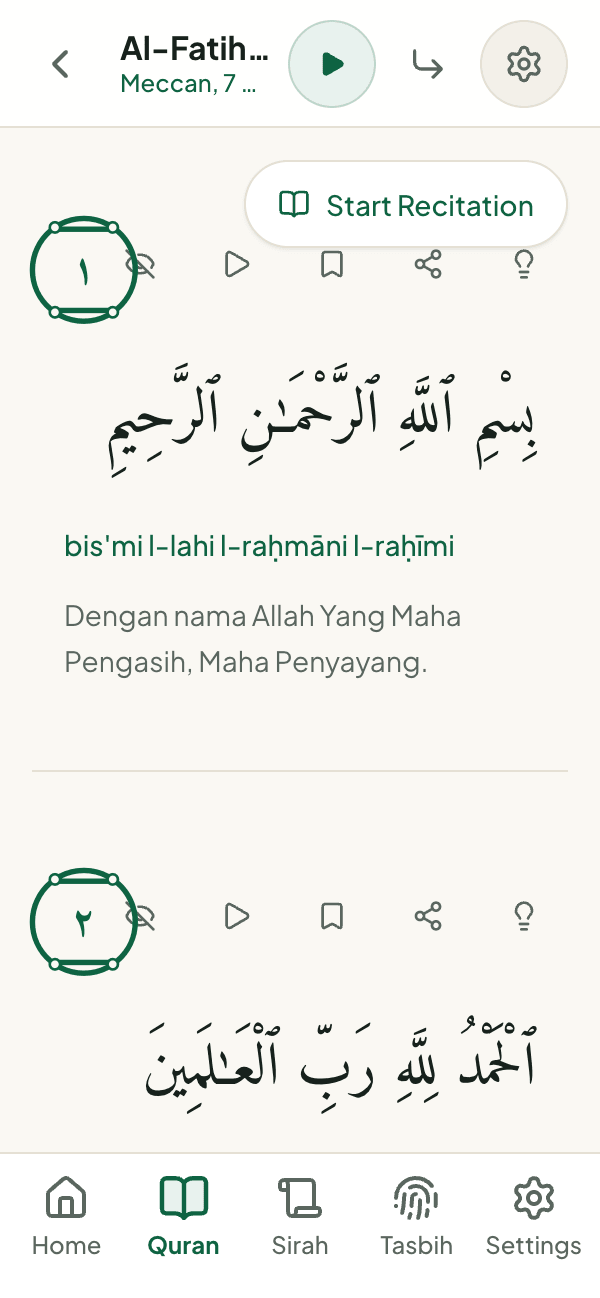 Al-Fatih...
Meccan, 7 ...
Start Recitation
١
بِسْمِ ٱللَّهِ ٱلرَّحْمَـٰنِ ٱلرَّحِيمِ
bis'mi l-lahi l-raḥmāni l-raḥīmi
Dengan nama Allah Yang Maha
Pengasih, Maha Penyayang.
٢
ٱلْحَمْدُ لِلَّهِ رَبِّ ٱلْعَـٰلَمِينَ
Home
Quran
Sirah
Tasbih
Settings